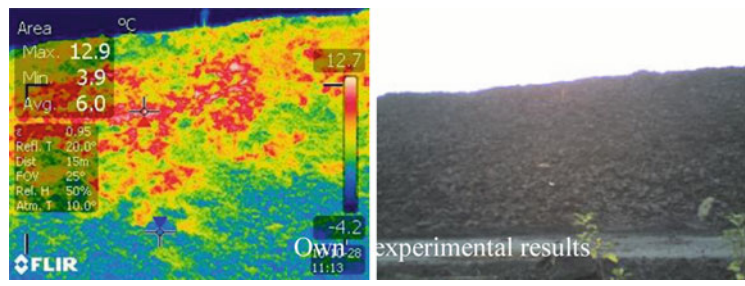 Area °C
Max. 12.9
Min. 3.9
Avg. 6.0
12.7
ε 0.95
Refl. T 20.0°
Dist 15m
FOV 25°
Rel. H 50%
Atm. T 10.0°
-4.2
Own experimental results
-28
11:13
FLIR